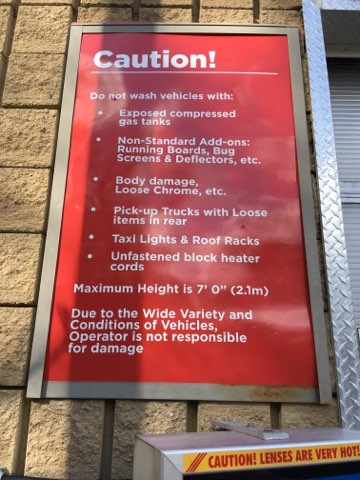 Caution!
Do not wash vehicles with:
• Exposed compressed
gas tanks
• Non-Standard Add-ons:
Running Boards, Bug
Screens & Deflectors, etc.
• Body damage,
Loose Chrome, etc.
• Pick-up Trucks with Loose
items in rear
• Taxi Lights & Roof Racks
• Unfastened block heater
cords
Maximum Height is 7' 0" (2.1m)
Due to the Wide Variety and
Conditions of Vehicles,
Operator is not responsible
for damage
CAUTION! LENSES ARE VERY HOT!